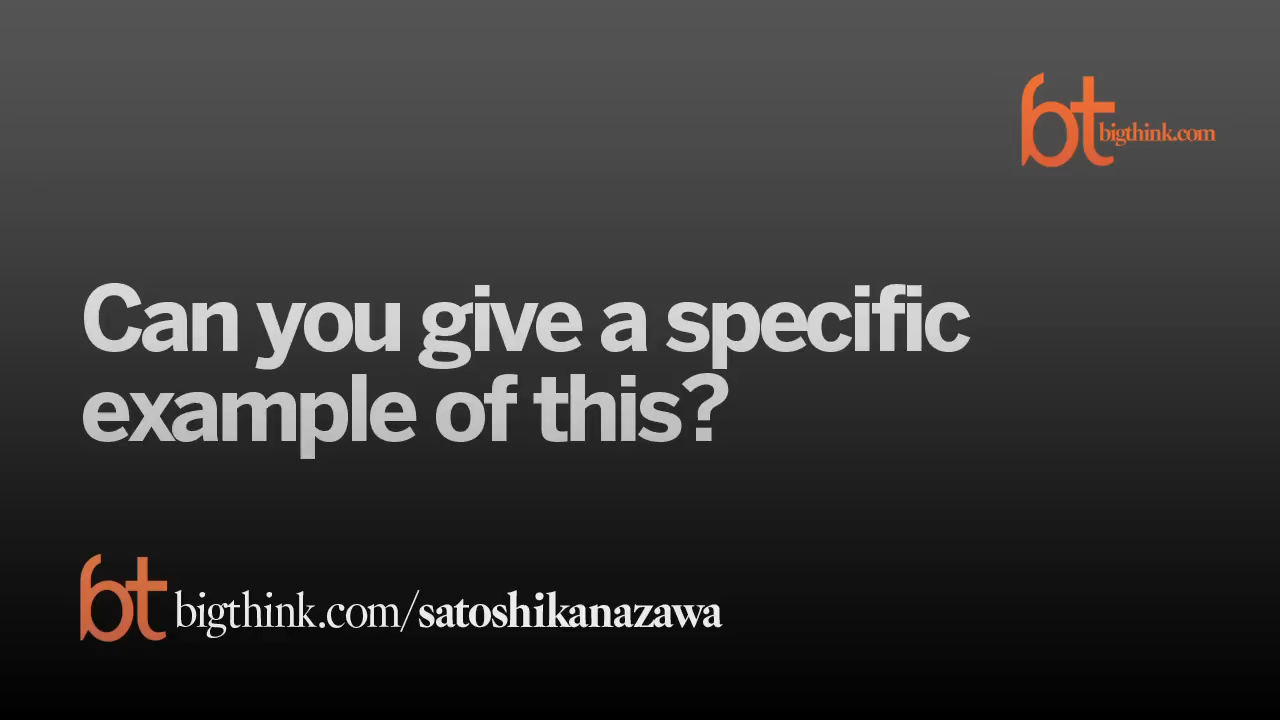 bt bigthink.com
Can you give a specific
example of this?
bt bigthink.com/satoshikanazawa